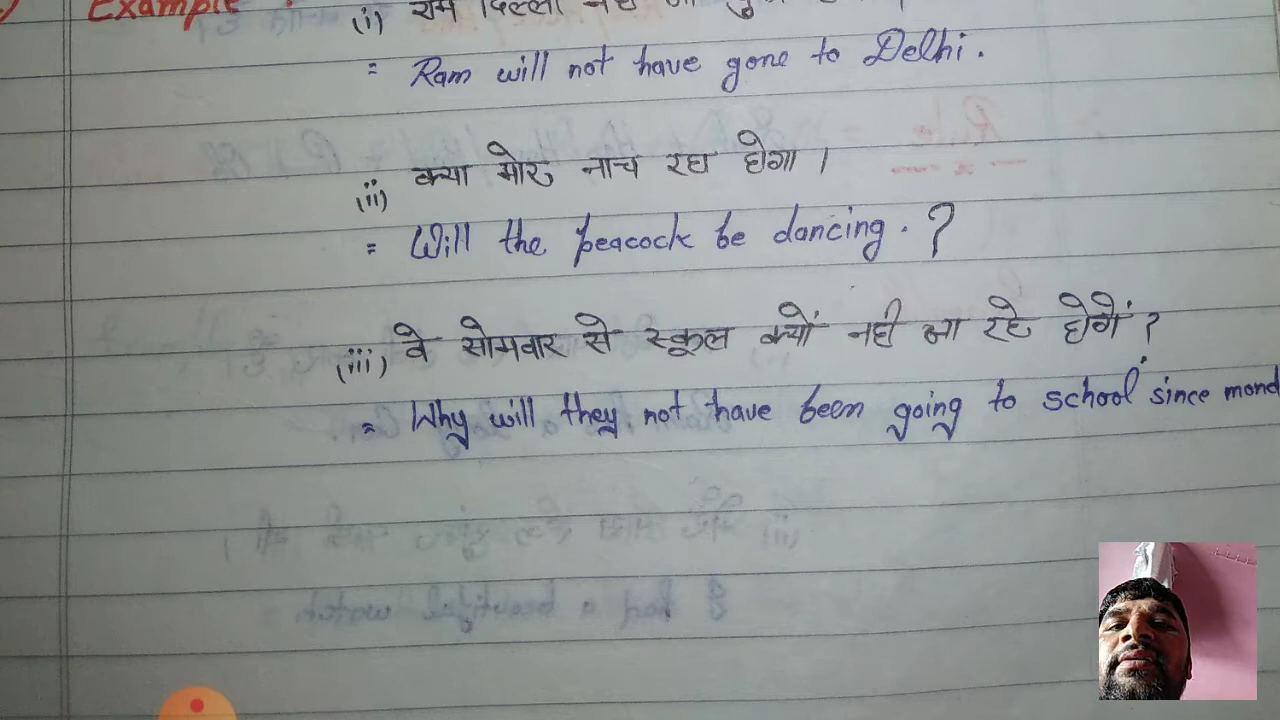 Example :
(i) राम दिल्ली नहीं जा
= Ram will not have gone to Delhi.
(ii) क्या मोर नाच रहा होगा ।
= Will the peacock be dancing. ?
(iii) वे सोमवार से स्कूल क्यों नही जा रहे होगें ?
= Why will they not have been going to school since mond